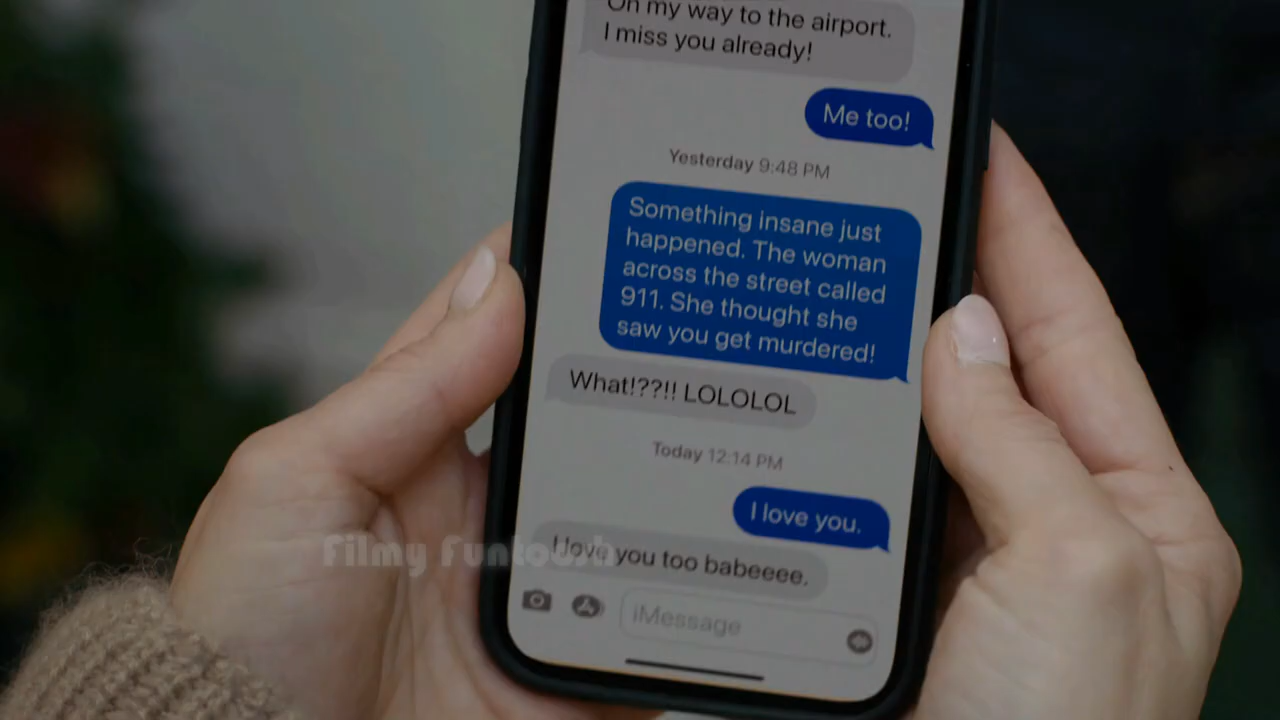 On my way to the airport.
I miss you already!
Me too!
Yesterday 9:48 PM
Something insane just
happened. The woman
across the street called
911. She thought she
saw you get murdered!
What!??!! LOLOLOL
Today 12:14 PM
I love you.
I love you too babeeee.
Filmy Funtoosh
iMessage